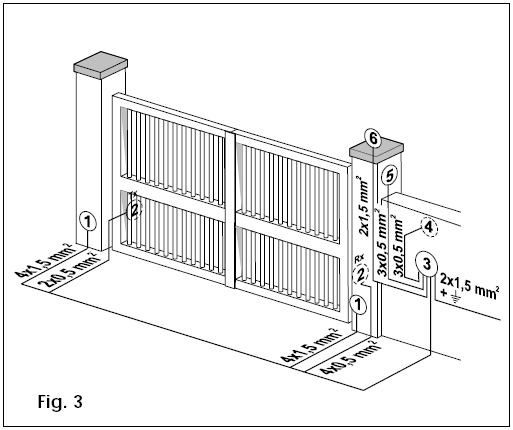 6
5
2x1,5 mm²
3x0,5 mm²
3x0,5 mm²
4
Tx
2
1
3
Rx
2
2x1,5 mm²
+ ⏚
1
4x1,5 mm²
2x0,5 mm²
4x1,5 mm²
4x0,5 mm²
Fig. 3